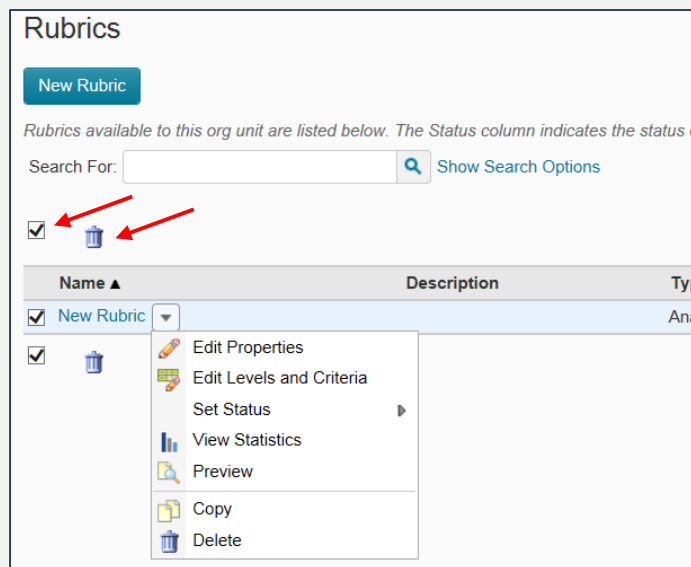 Rubrics
New Rubric
Rubrics available to this org unit are listed below. The Status column indicates the status
Search For: Show Search Options
Name ▲ Description
New Rubric
Edit Properties
Edit Levels and Criteria
Set Status
View Statistics
Preview
Copy
Delete